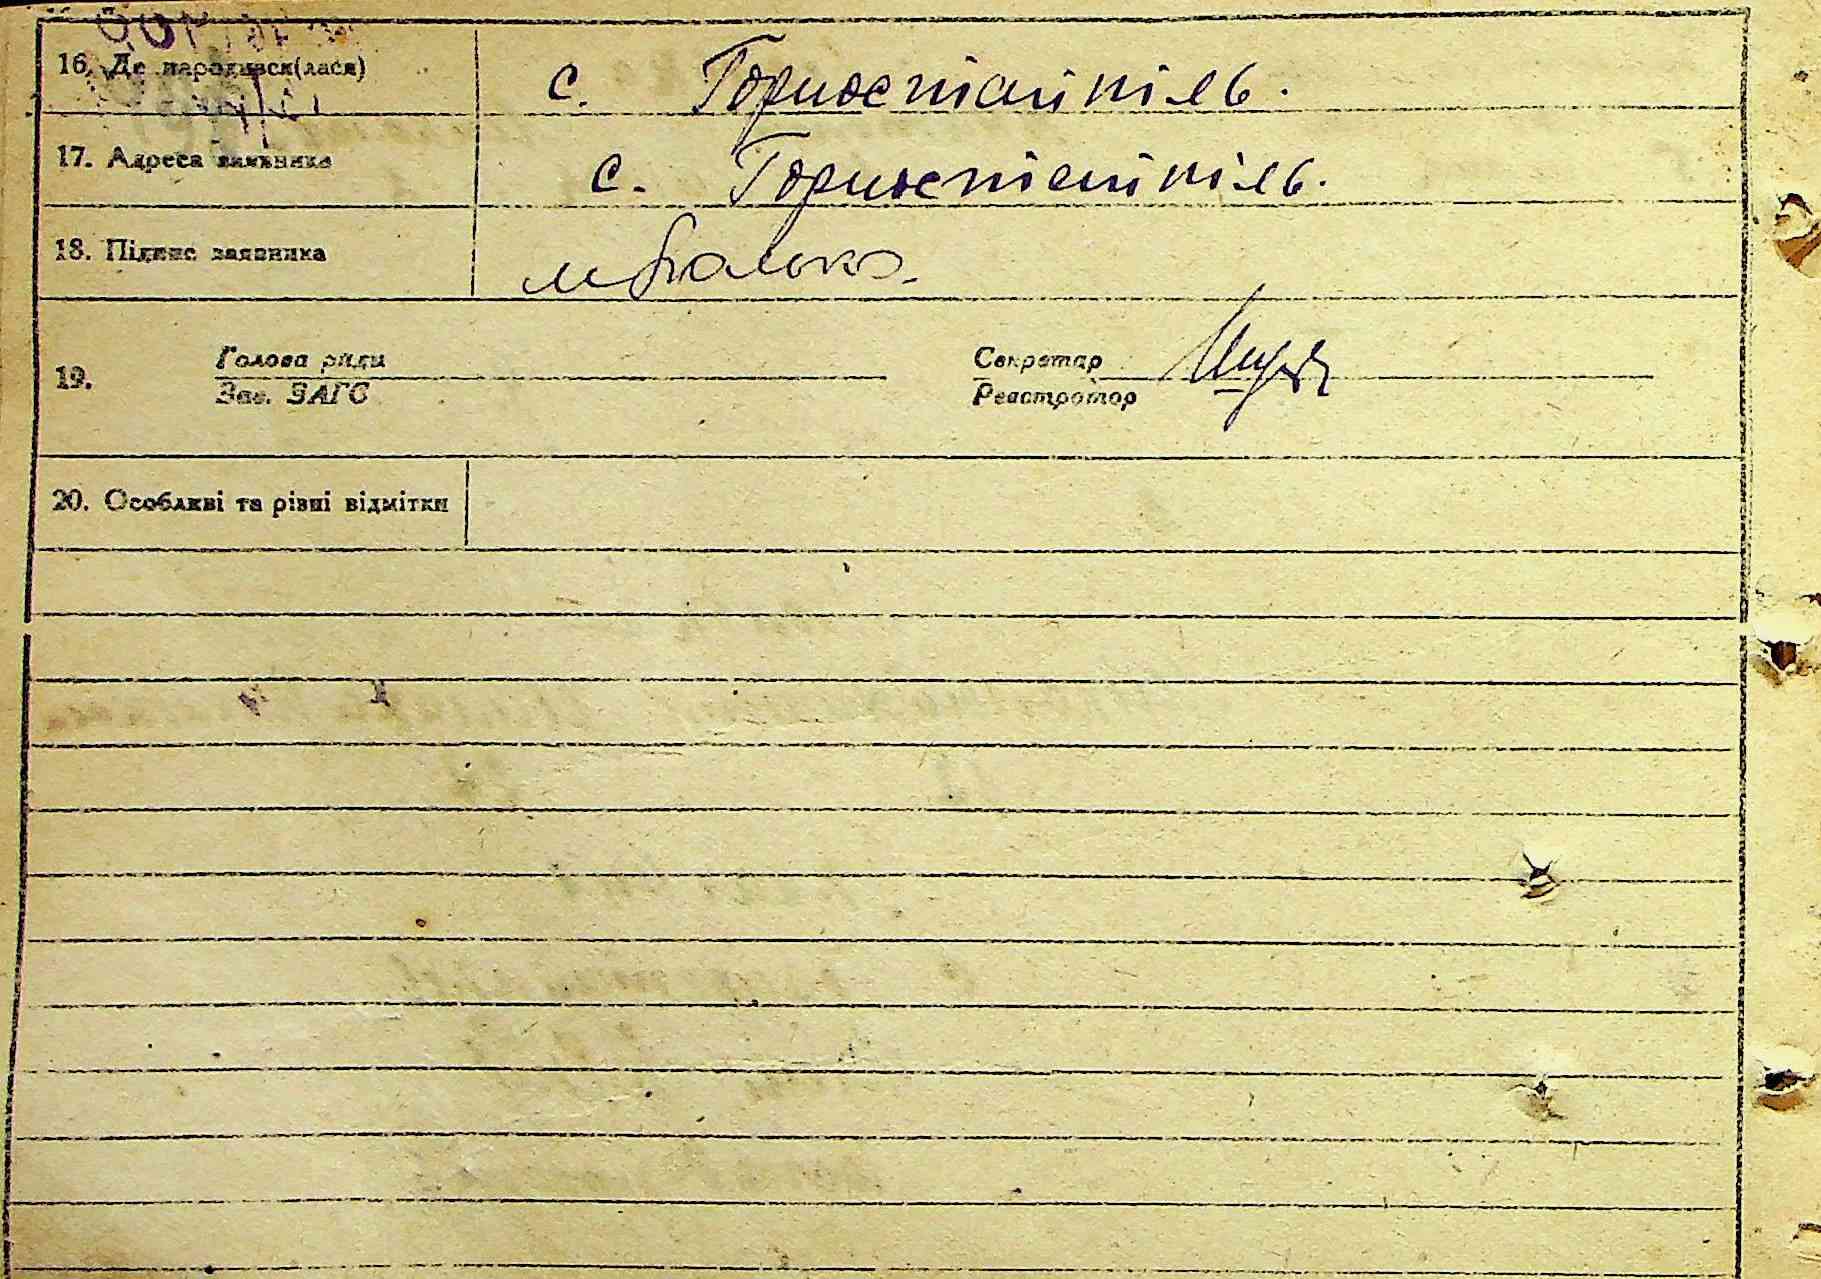 16. Де народився(лася) с. Горностайпіль.
17. Адреса заявника с. Горностайпіль.
18. Підпис заявника
19. Голова ради Секретар
Зав. ЗАГС Реєстратор
20. Особливі та різні відмітки